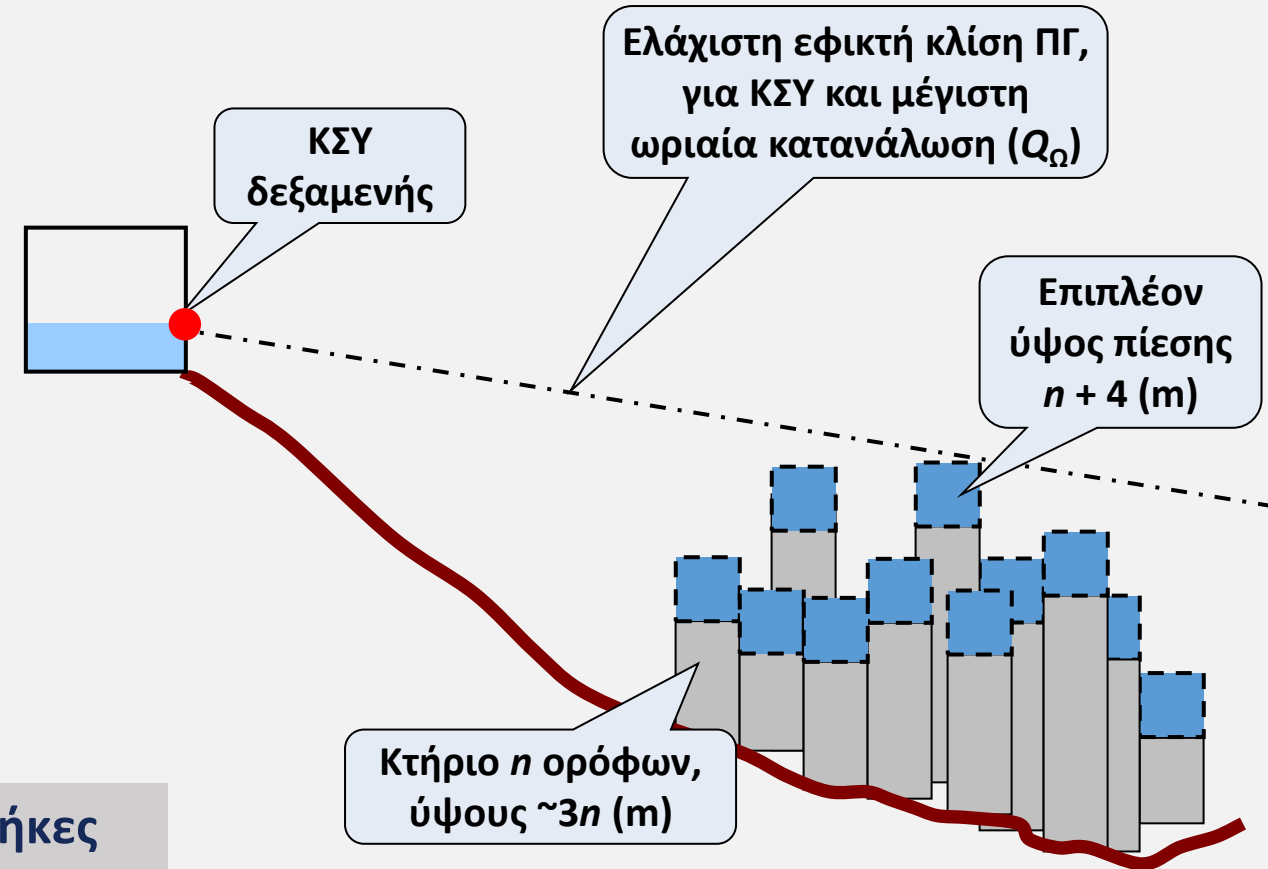 Ελάχιστη εφικτή κλίση ΠΓ,
για ΚΣΥ και μέγιστη
ωριαία κατανάλωση (QΩ)
ΚΣΥ
δεξαμενής
Επιπλέον
ύψος πίεσης
n + 4 (m)
Κτήριο n ορόφων,
ύψους ~3n (m)
ήκες